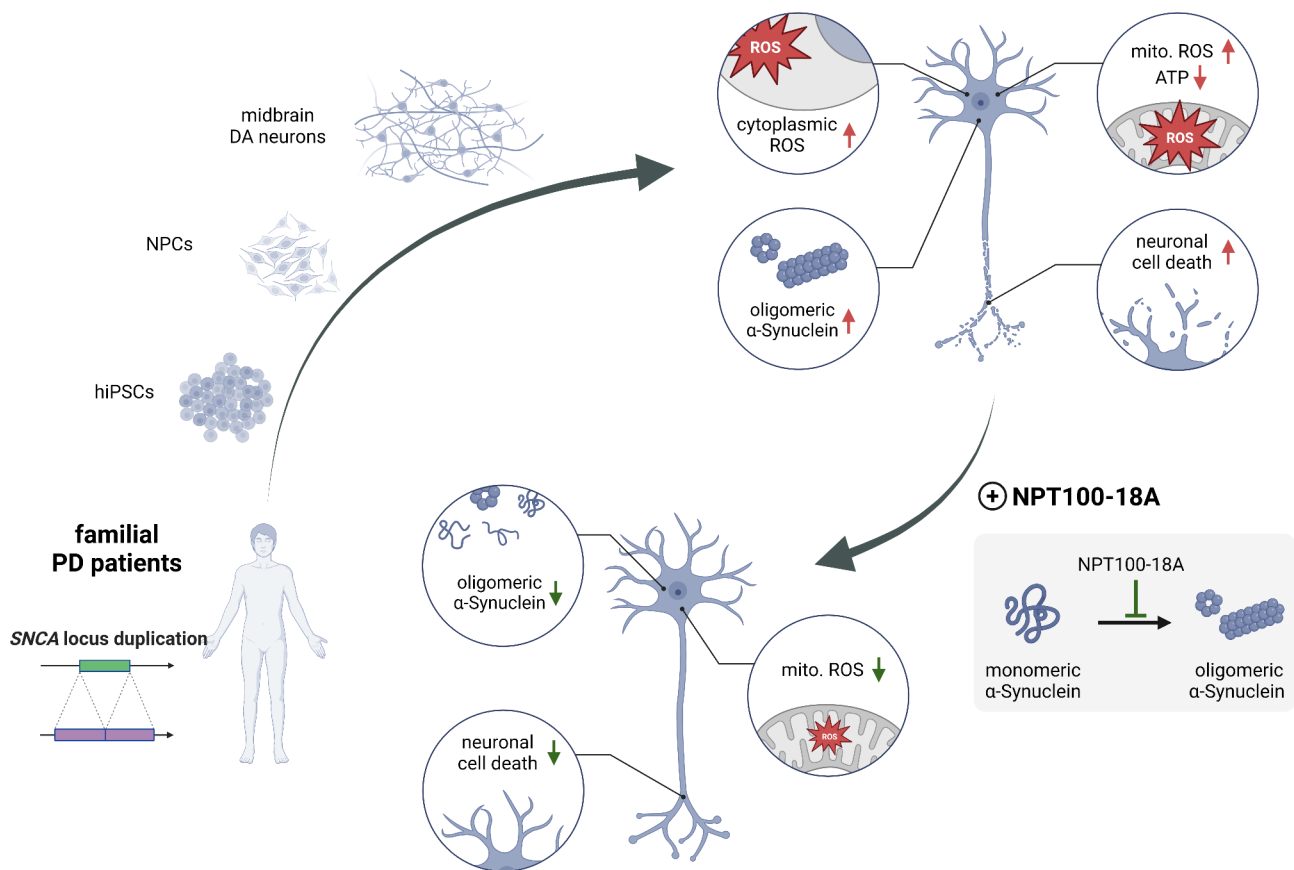 midbrain
DA neurons
NPCs
hiPSCs
familial
PD patients
SNCA locus duplication
ROS
cytoplasmic
ROS
mito. ROS
ATP
ROS
oligomeric
α-Synuclein
neuronal
cell death
+ NPT100-18A
NPT100-18A
monomeric
α-Synuclein
oligomeric
α-Synuclein
oligomeric
α-Synuclein
mito. ROS
ROS
neuronal
cell death